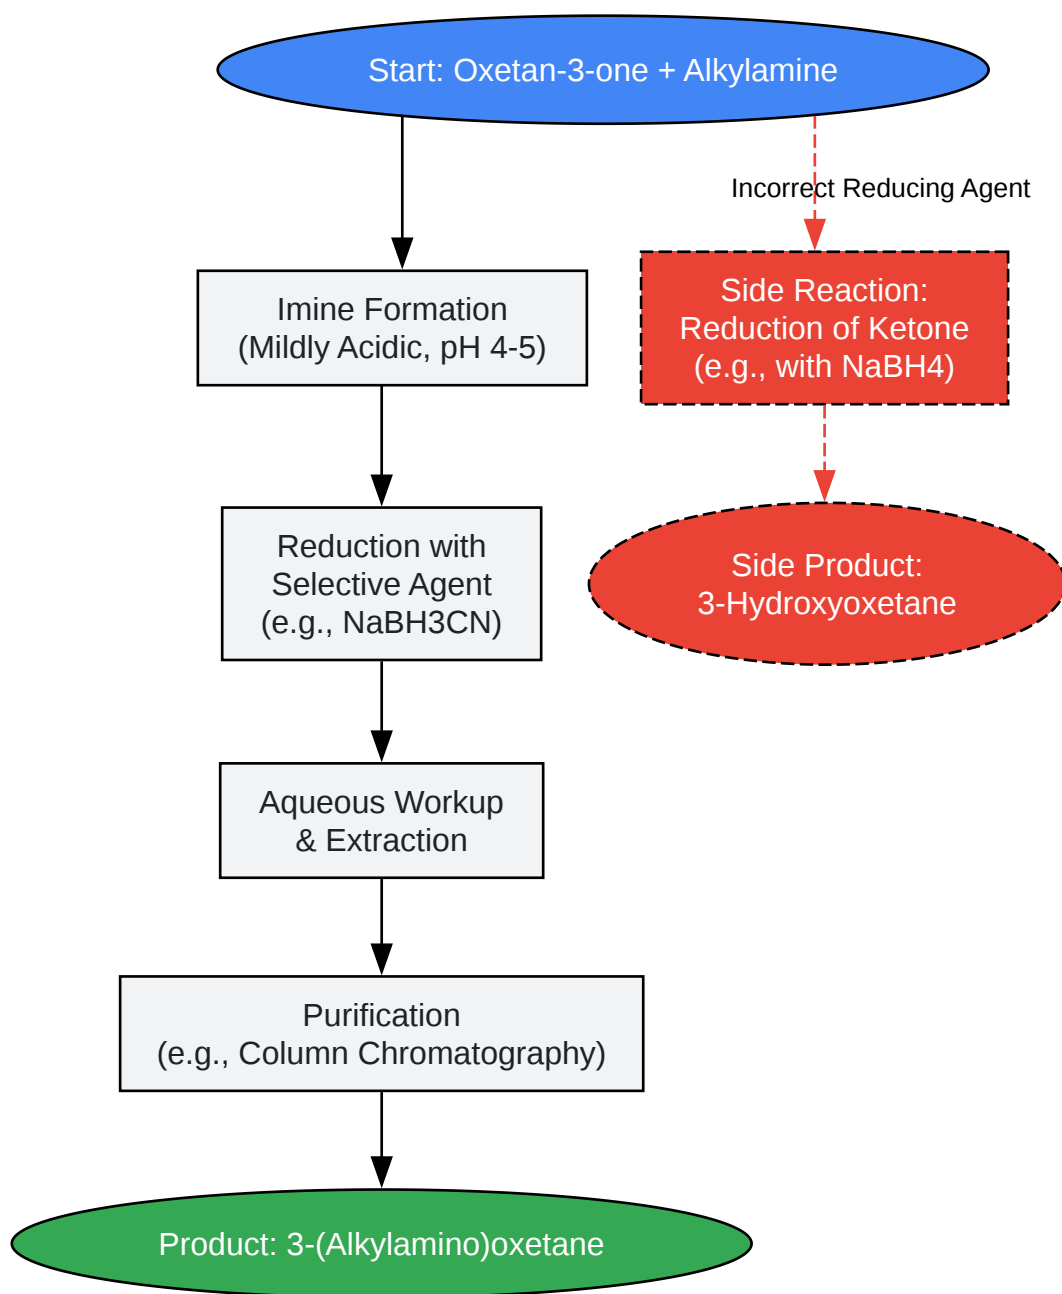 Start: Oxetan-3-one + Alkylamine
Incorrect Reducing Agent
Imine Formation
(Mildly Acidic, pH 4-5)
Side Reaction:
Reduction of Ketone
(e.g., with NaBH4)
Reduction with
Selective Agent
(e.g., NaBH3CN)
Side Product:
3-Hydroxyoxetane
Aqueous Workup
& Extraction
Purification
(e.g., Column Chromatography)
Product: 3-(Alkylamino)oxetane